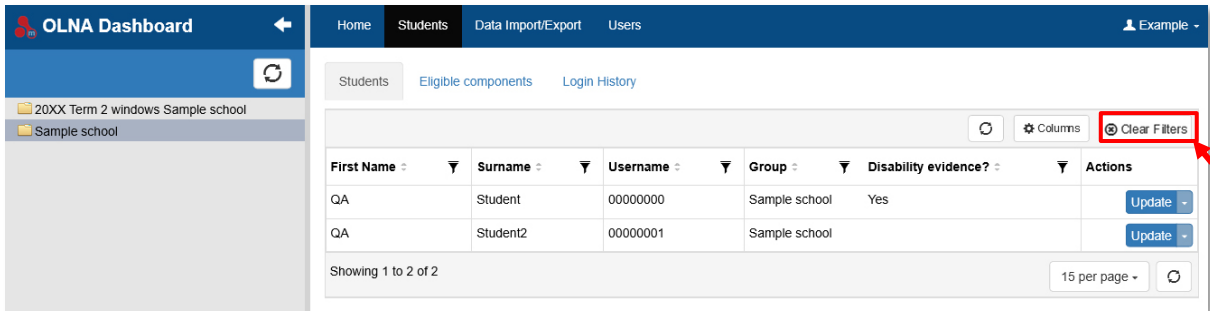 OLNA Dashboard
Home Students Data Import/Export Users Example
Students Eligible components Login History
20XX Term 2 windows Sample school
Sample school
Columns Clear Filters
First Name Surname Username Group Disability evidence? Actions
QA Student 00000000 Sample school Yes Update
QA Student2 00000001 Sample school Update
Showing 1 to 2 of 2
15 per page